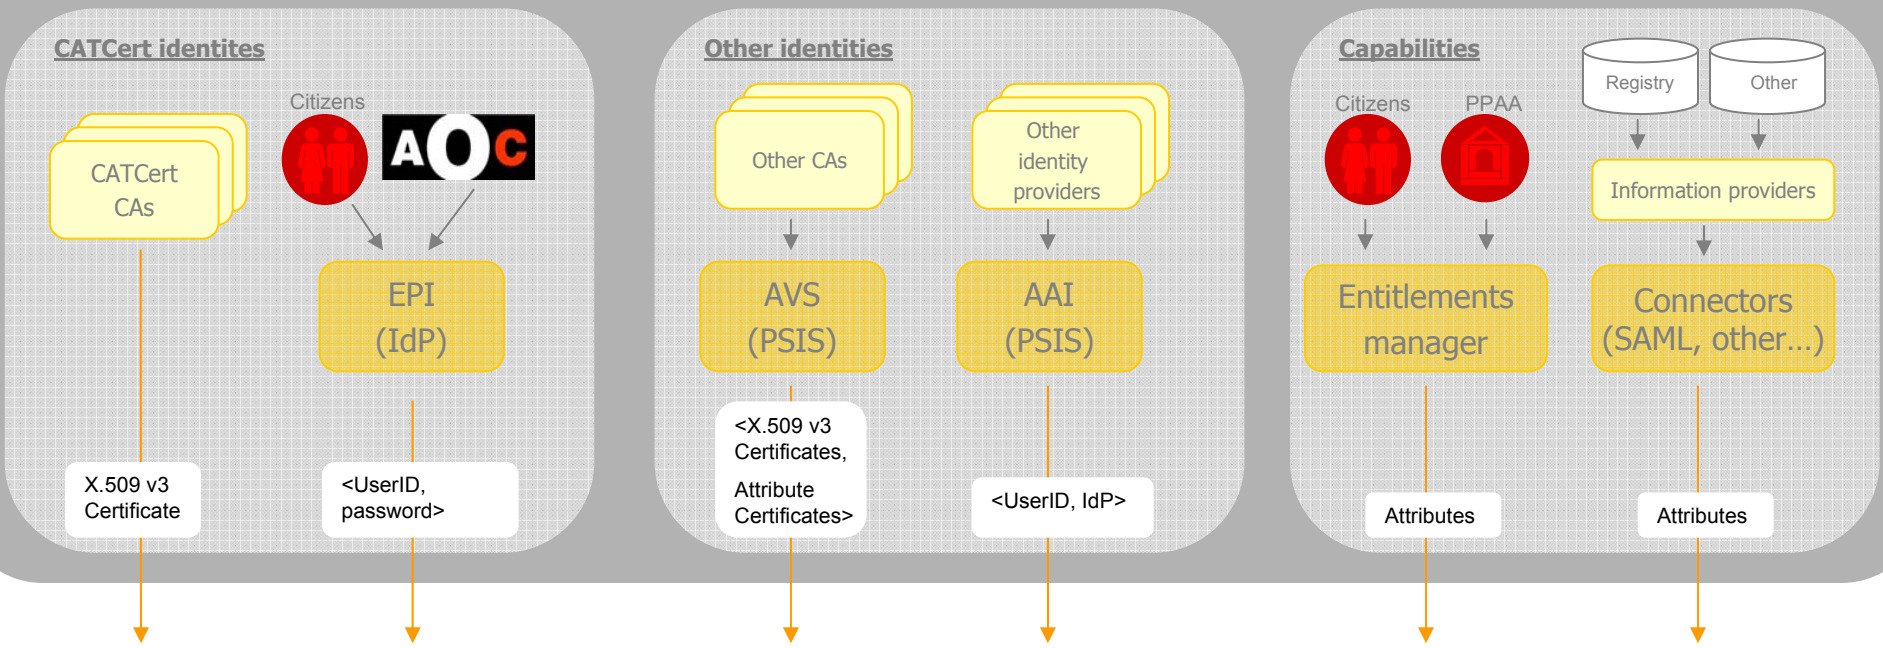 CATCert identites
Citizens
AOC
CATCert
CAs
EPI
(IdP)
X.509 v3
Certificate
<UserID,
password>
Other identities
Other CAs
Other
identity
providers
AVS
(PSIS)
AAI
(PSIS)
<X.509 v3
Certificates,
Attribute
Certificates>
<UserID, IdP>
Capabilities
Citizens
PPAA
Registry
Other
Information providers
Entitlements
manager
Connectors
(SAML, other...)
Attributes
Attributes